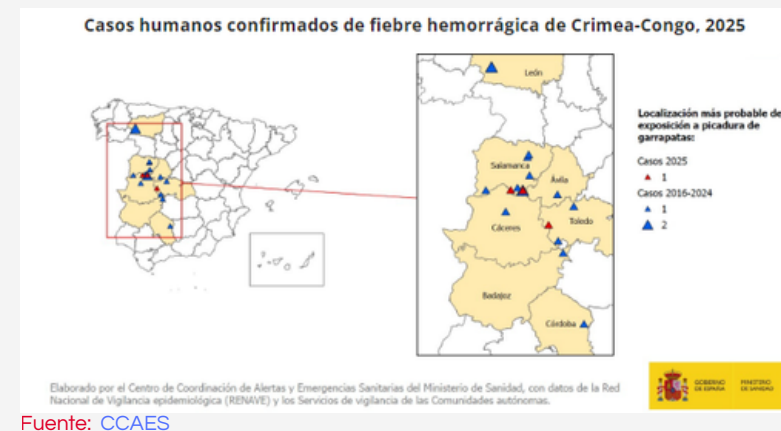 Casos humanos confirmados de fiebre hemorrágica de Crimea-Congo, 2025
León
Salamanca
Ávila
Cáceres
Toledo
Badajoz
Córdoba
Localización más probable de
exposición a picadura de
garrapatas:
Casos 2025
1
Casos 2016-2024
1
2
Elaborado por el Centro de Coordinación de Alertas y Emergencias Sanitarias del Ministerio de Sanidad, con datos de la Red
Nacional de Vigilancia epidemiológica (RENAVE) y los Servicios de vigilancia de las Comunidades autónomas.
GOBIERNO
DE ESPAÑA
MINISTERIO
DE SANIDAD
Fuente: CCAES